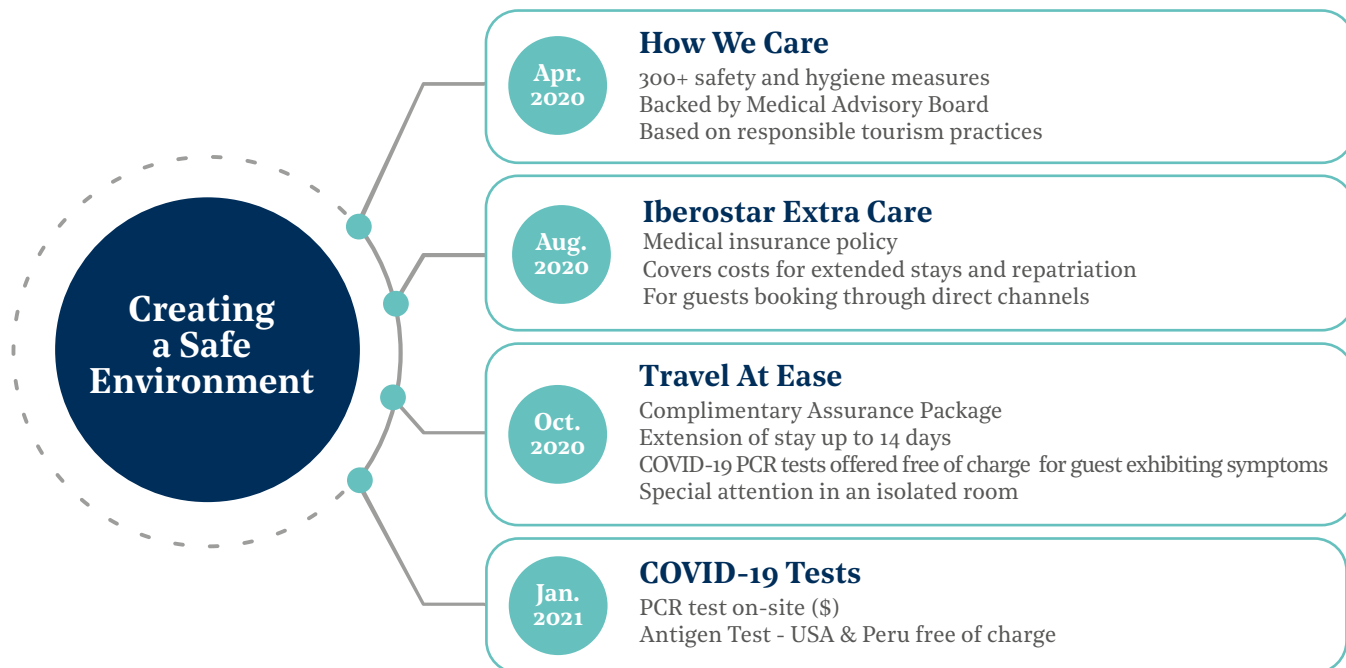 Creating
a Safe
Environment
Apr.
2020
How We Care
300+ safety and hygiene measures
Backed by Medical Advisory Board
Based on responsible tourism practices
Aug.
2020
Iberostar Extra Care
Medical insurance policy
Covers costs for extended stays and repatriation
For guests booking through direct channels
Oct.
2020
Travel At Ease
Complimentary Assurance Package
Extension of stay up to 14 days
COVID-19 PCR tests offered free of charge for guest exhibiting symptoms
Special attention in an isolated room
Jan.
2021
COVID-19 Tests
PCR test on-site ($)
Antigen Test - USA & Peru free of charge